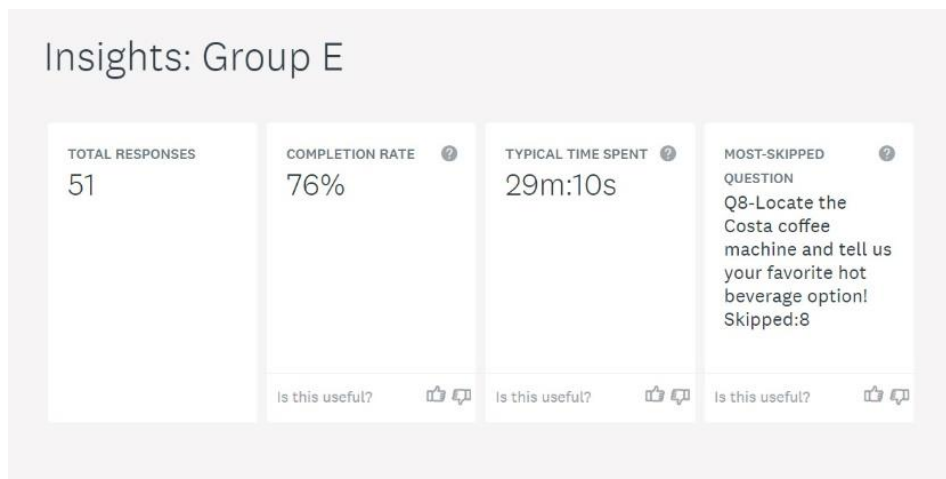 Insights: Group E
TOTAL RESPONSES
51
COMPLETION RATE ?
76%
Is this useful?
TYPICAL TIME SPENT ?
29m:10s
Is this useful?
MOST-SKIPPED ?
QUESTION
Q8-Locate the
Costa coffee
machine and tell us
your favorite hot
beverage option!
Skipped:8
Is this useful?